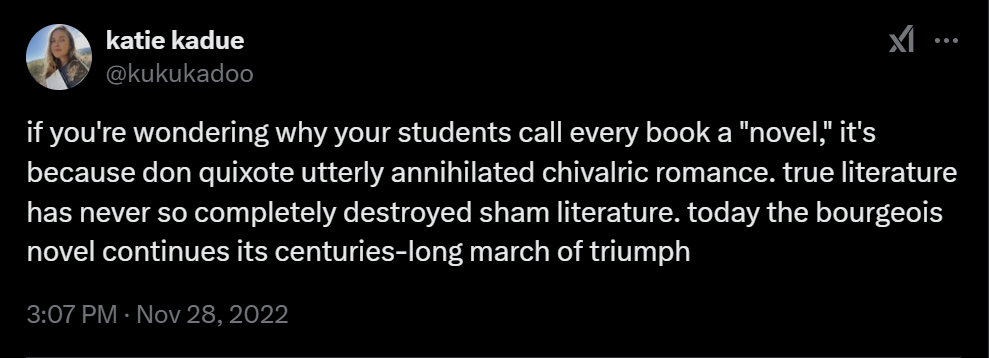 katie kadue
@kukukadoo
if you're wondering why your students call every book a "novel," it's
because don quixote utterly annihilated chivalric romance. true literature
has never so completely destroyed sham literature. today the bourgeois
novel continues its centuries-long march of triumph
3:07 PM · Nov 28, 2022